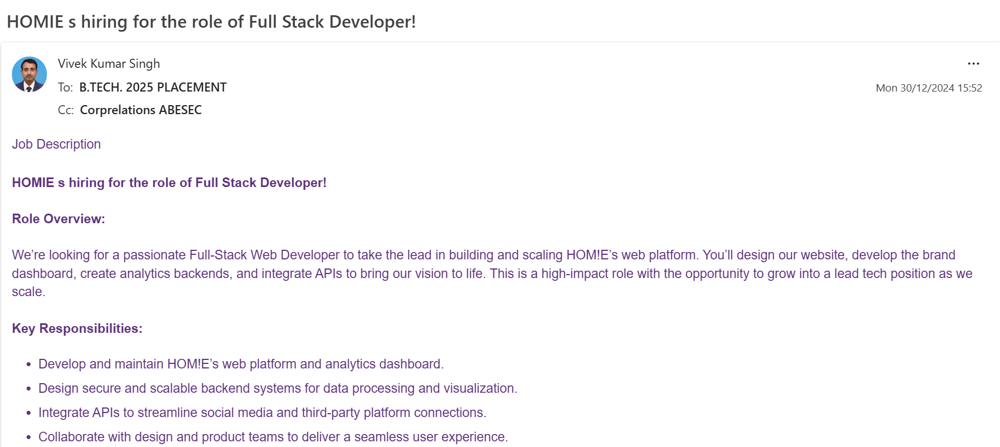 HOMIE s hiring for the role of Full Stack Developer!
Vivek Kumar Singh
To: B.TECH. 2025 PLACEMENT
Mon 30/12/2024 15:52
Cc: Corprelations ABESEC
Job Description
HOMIE s hiring for the role of Full Stack Developer!
Role Overview:
We’re looking for a passionate Full-Stack Web Developer to take the lead in building and scaling HOM!E’s web platform. You’ll design our website, develop the brand
dashboard, create analytics backends, and integrate APIs to bring our vision to life. This is a high-impact role with the opportunity to grow into a lead tech position as we
scale.
Key Responsibilities:
• Develop and maintain HOM!E’s web platform and analytics dashboard.
• Design secure and scalable backend systems for data processing and visualization.
• Integrate APIs to streamline social media and third-party platform connections.
• Collaborate with design and product teams to deliver a seamless user experience.